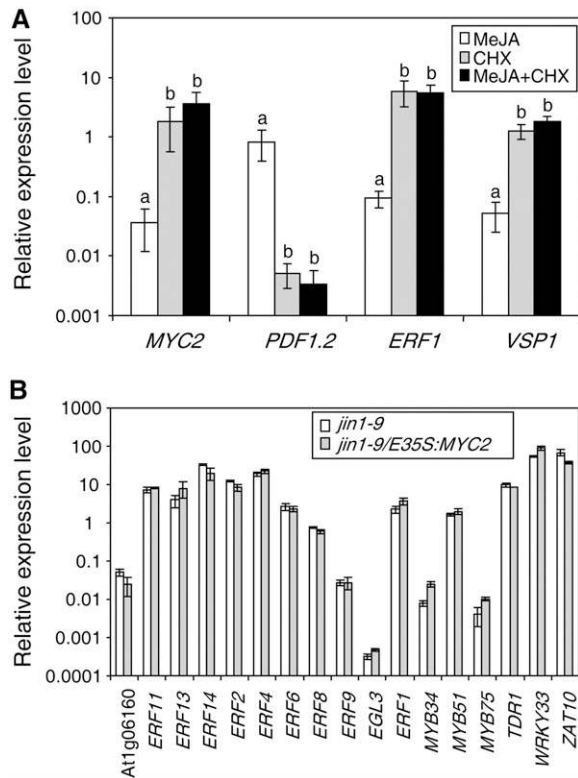 A
Relative expression level
100
10
1
0.1
0.01
0.001
MeJA
CHX
MeJA+CHX
a b b
a b b
a b b
a b b
MYC2 PDF1.2 ERF1 VSP1
B
Relative expression level
1000
100
10
1
0.1
0.01
0.001
0.0001
jin1-9
jin1-9/E35S:MYC2
At1g06160
ERF11
ERF13
ERF14
ERF2
ERF4
ERF6
ERF8
ERF9
EGL3
ERF1
MYB34
MYB51
MYB75
TDR1
WRKY33
ZAT10